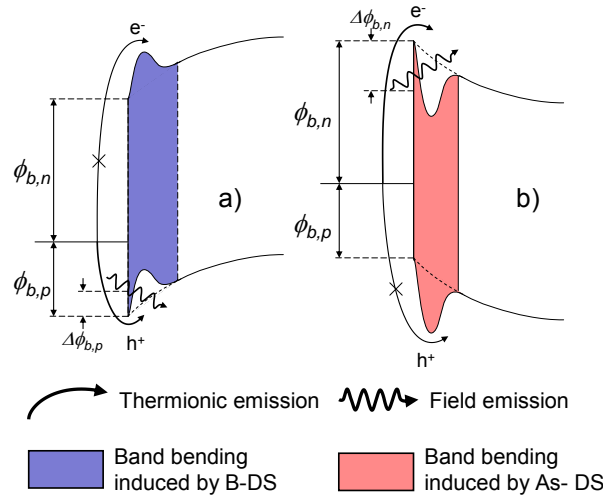 e-
Δϕb,n
e-
ϕb,n
ϕb,n
a)
b)
ϕb,p
ϕb,p
Δϕb,p
h+
h+
Thermionic emission
Field emission
Band bending
induced by B-DS
Band bending
induced by As- DS